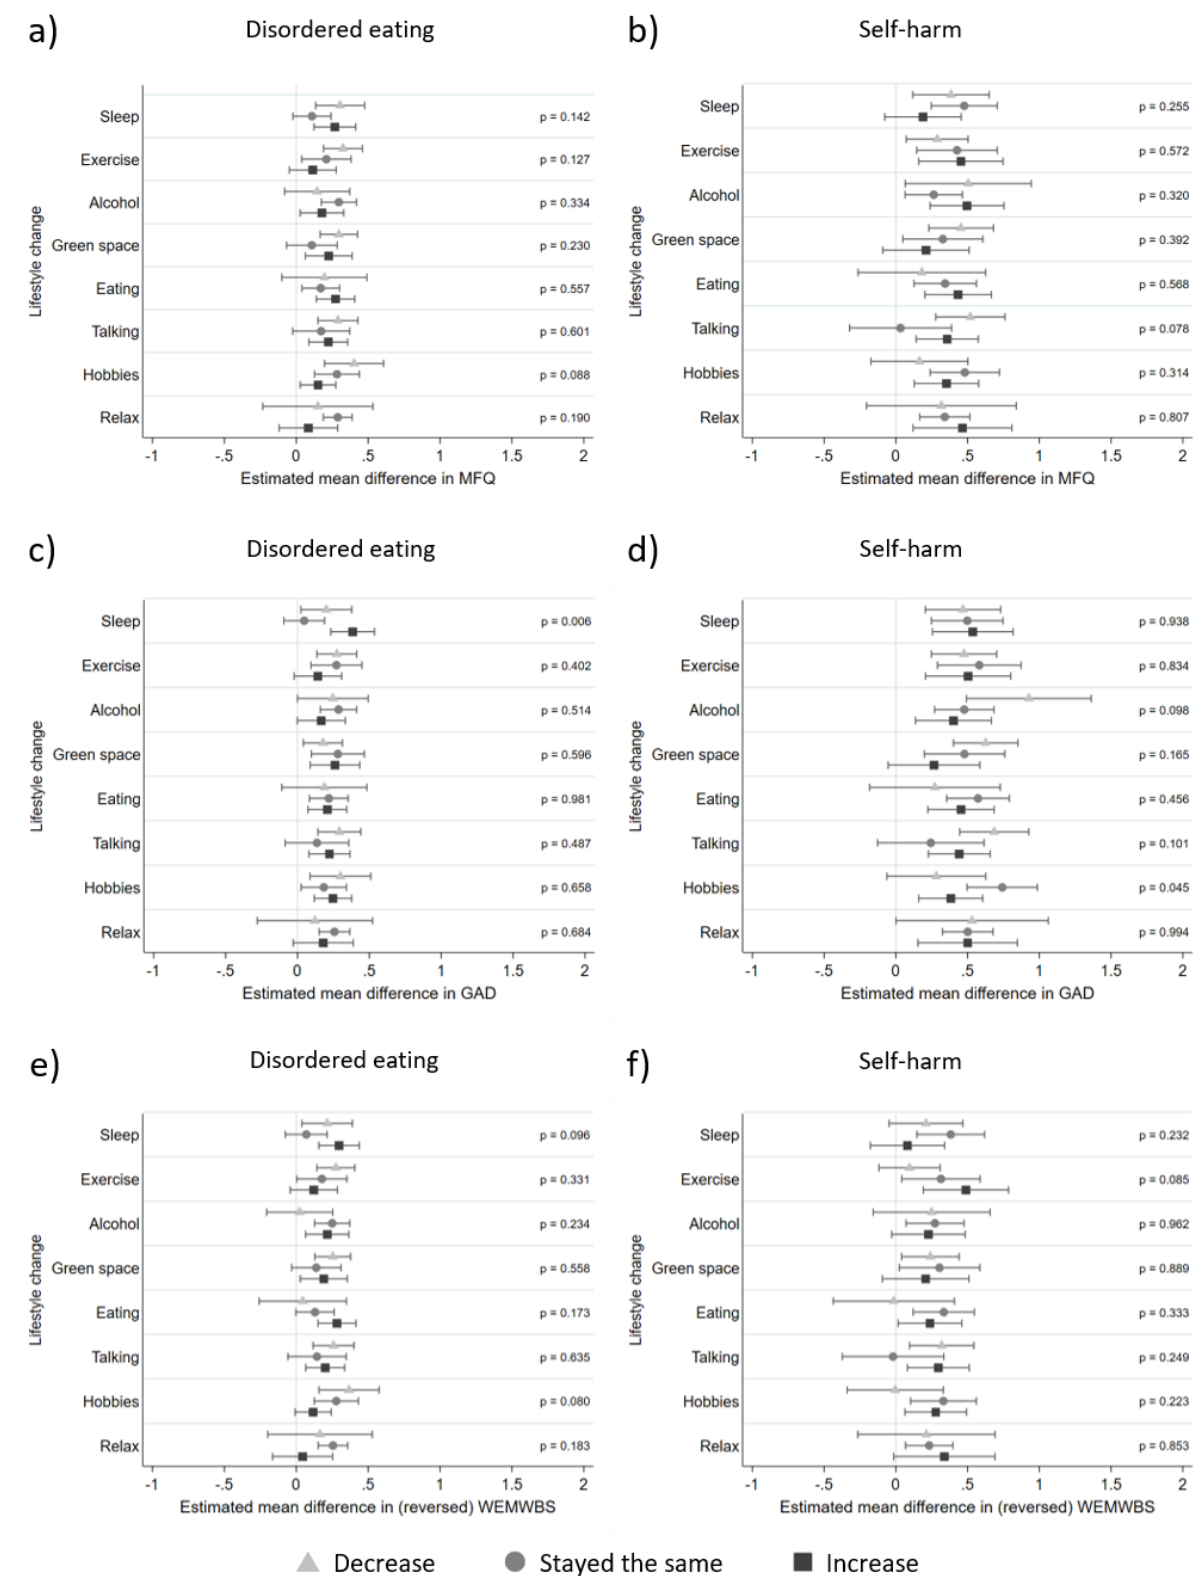 a) Disordered eating
Lifestyle change
Sleep p = 0.142
Exercise p = 0.127
Alcohol p = 0.334
Green space p = 0.230
Eating p = 0.557
Talking p = 0.601
Hobbies p = 0.088
Relax p = 0.190
-1 -.5 0 .5 1 1.5 2
Estimated mean difference in MFQ
b) Self-harm
Lifestyle change
Sleep p = 0.255
Exercise p = 0.572
Alcohol p = 0.320
Green space p = 0.392
Eating p = 0.568
Talking p = 0.078
Hobbies p = 0.314
Relax p = 0.807
-1 -.5 0 .5 1 1.5 2
Estimated mean difference in MFQ
c) Disordered eating
Lifestyle change
Sleep p = 0.006
Exercise p = 0.402
Alcohol p = 0.514
Green space p = 0.596
Eating p = 0.981
Talking p = 0.487
Hobbies p = 0.658
Relax p = 0.684
-1 -.5 0 .5 1 1.5 2
Estimated mean difference in GAD
d) Self-harm
Lifestyle change
Sleep p = 0.938
Exercise p = 0.834
Alcohol p = 0.098
Green space p = 0.165
Eating p = 0.456
Talking p = 0.101
Hobbies p = 0.045
Relax p = 0.994
-1 -.5 0 .5 1 1.5 2
Estimated mean difference in GAD
e) Disordered eating
Lifestyle change
Sleep p = 0.096
Exercise p = 0.331
Alcohol p = 0.234
Green space p = 0.558
Eating p = 0.173
Talking p = 0.635
Hobbies p = 0.080
Relax p = 0.183
-1 -.5 0 .5 1 1.5 2
Estimated mean difference in (reversed) WEMWBS
f) Self-harm
Lifestyle change
Sleep p = 0.232
Exercise p = 0.085
Alcohol p = 0.962
Green space p = 0.889
Eating p = 0.333
Talking p = 0.249
Hobbies p = 0.223
Relax p = 0.853
-1 -.5 0 .5 1 1.5 2
Estimated mean difference in (reversed) WEMWBS
Decrease Stayed the same Increase